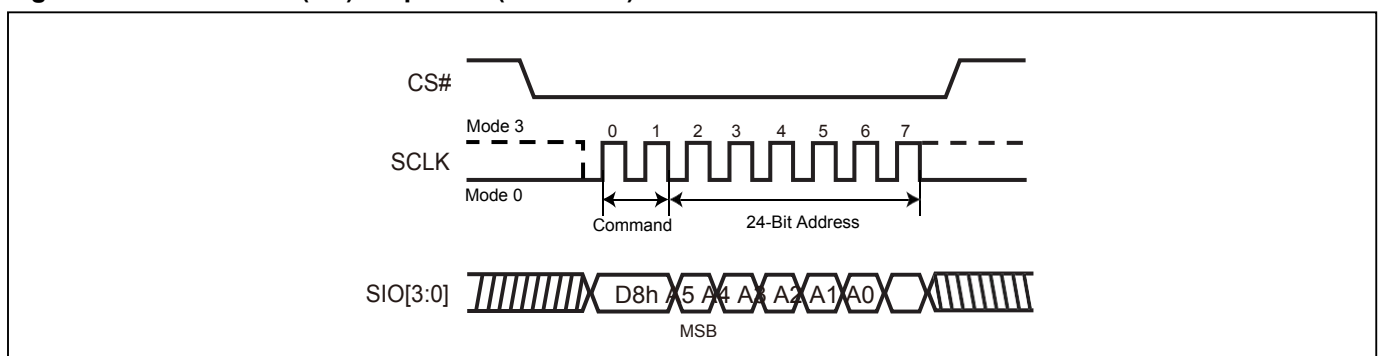 CS#
Mode 3
0 1 2 3 4 5 6 7
SCLK
Mode 0
Command
24-Bit Address
SIO[3:0]
D8h A5 A4 A3 A2 A1 A0
MSB